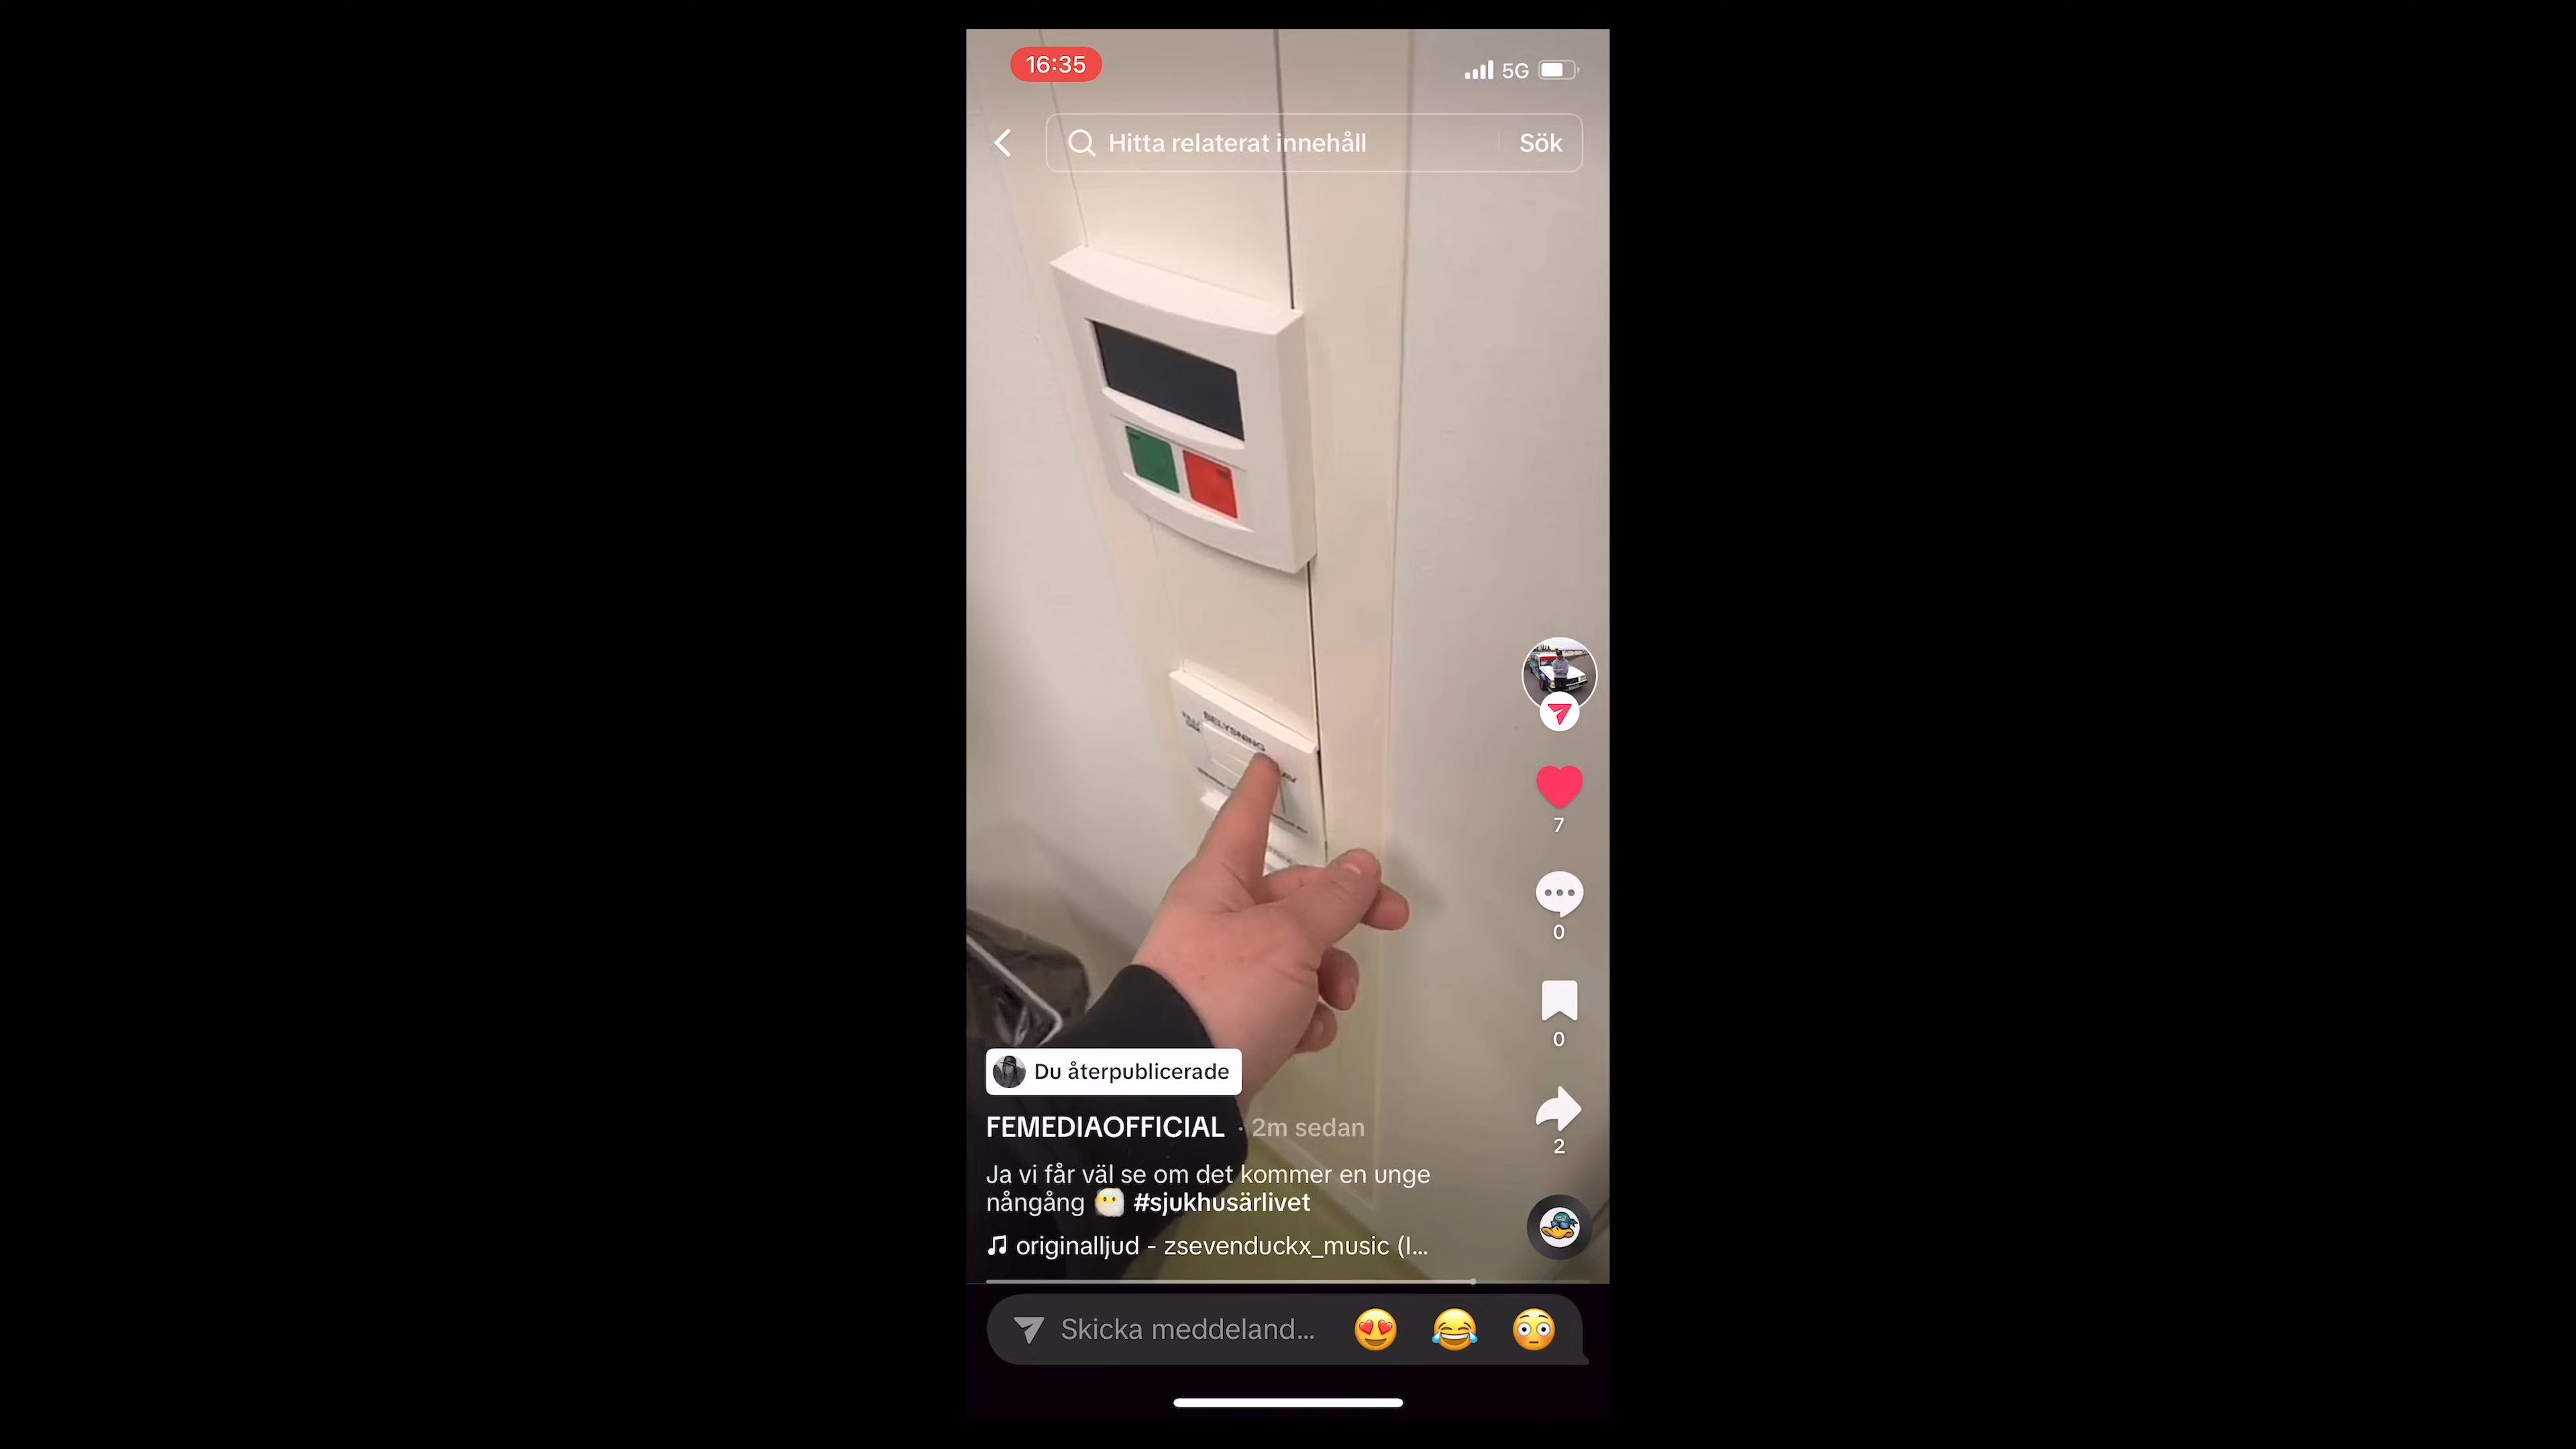 16:35
5G
Hitta relaterat innehåll
Sök
BELYSNING
7
0
0
Du återpublicerade
FEMEDIAOFFICIAL · 2m sedan
2
Ja vi får väl se om det kommer en unge
nångång 😬 #sjukhusärlivet
originalljud - zsevenduckx_music (I...
Skicka meddeland...